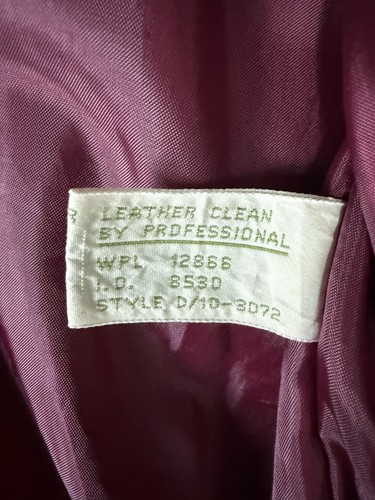 R LEATHER CLEAN
BY PROFESSIONAL
WPL 12866
I.D. 8530
STYLE D/10-3072